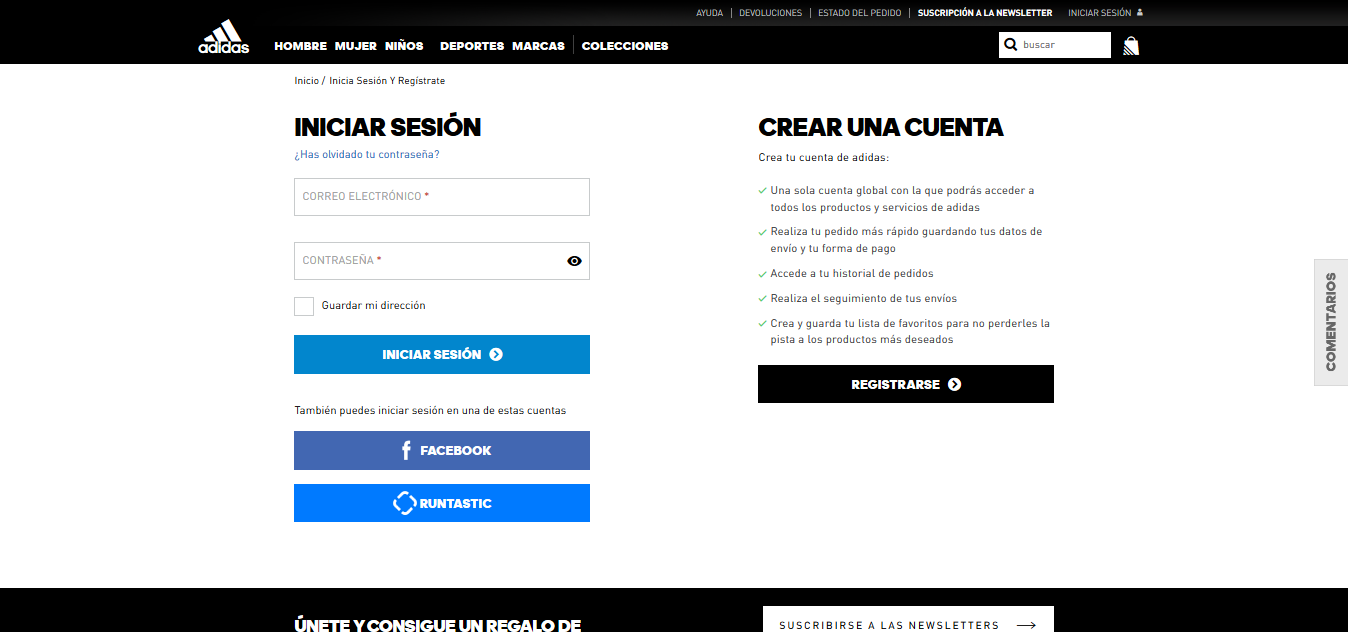 AYUDA | DEVOLUCIONES | ESTADO DEL PEDIDO | SUSCRIPCIÓN A LA NEWSLETTER INICIAR SESIÓN
adidas
HOMBRE MUJER NIÑOS DEPORTES MARCAS COLECCIONES
buscar
Inicio / Inicia Sesión Y Regístrate
INICIAR SESIÓN
¿Has olvidado tu contraseña?
CORREO ELECTRÓNICO *
CONTRASEÑA *
Guardar mi dirección
INICIAR SESIÓN
También puedes iniciar sesión en una de estas cuentas
f FACEBOOK
RUNTASTIC
CREAR UNA CUENTA
Crea tu cuenta de adidas:
Una sola cuenta global con la que podrás acceder a
todos los productos y servicios de adidas
Realiza tu pedido más rápido guardando tus datos de
envío y tu forma de pago
Accede a tu historial de pedidos
Realiza el seguimiento de tus envíos
Crea y guarda tu lista de favoritos para no perderles la
pista a los productos más deseados
REGISTRARSE
COMENTARIOS
ÚNETE Y CONSIGUE UN REGALO DE
SUSCRIBIRSE A LAS NEWSLETTERS